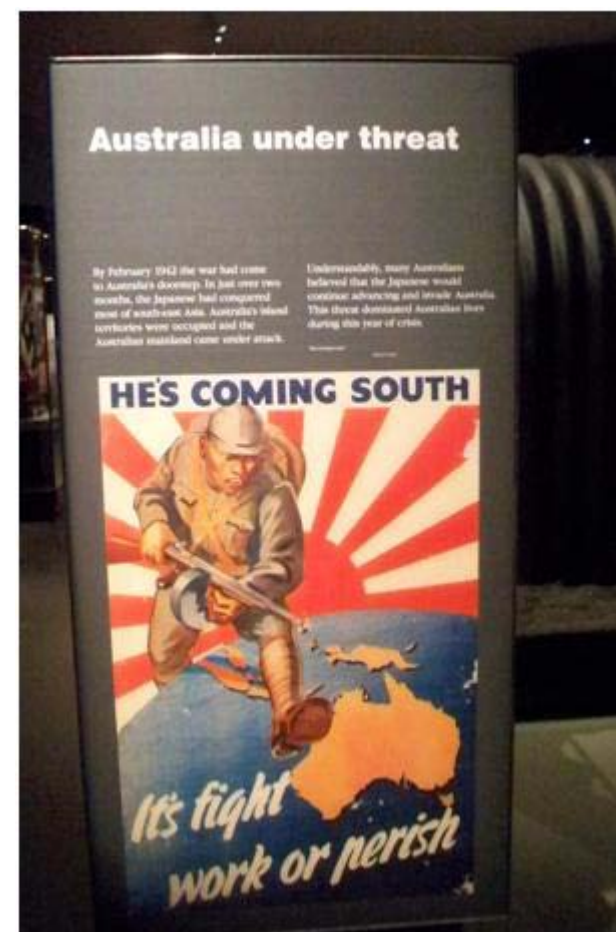 Australia under threat
By February 1942 the war had come
to Australia's doorstep. In just over two
months, the Japanese had conquered
most of south-east Asia. Australia's island
territories were occupied and the
Australian mainland came under attack.
Understandably, many Australians
believed that the Japanese would
continue advancing and invade Australia.
This threat dominated Australian lives
during this year of crisis.
HE'S COMING SOUTH
It's fight
work or perish